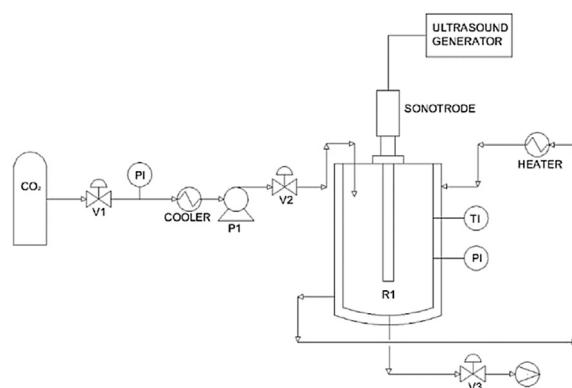 ULTRASOUND
GENERATOR
SONOTRODE
HEATER
PI
CO₂
V1
COOLER
P1
V2
TI
PI
R1
V3